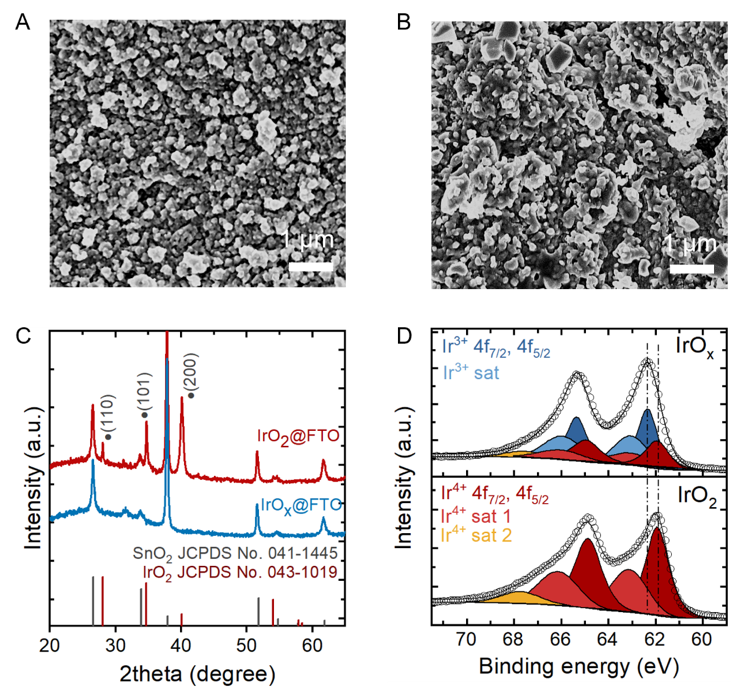 A
B
1 μm
1 μm
C
Intensity (a.u.)
●(110)
●(101)
●(200)
IrO2@FTO
IrOx@FTO
SnO2 JCPDS No. 041-1445
IrO2 JCPDS No. 043-1019
20 30 40 50 60
2theta (degree)
D
Intensity (a.u.)
Ir3+ 4f7/2, 4f5/2
IrOx
Ir3+ sat
Ir4+ 4f7/2, 4f5/2
IrO2
Ir4+ sat 1
Ir4+ sat 2
70 68 66 64 62 60
Binding energy (eV)